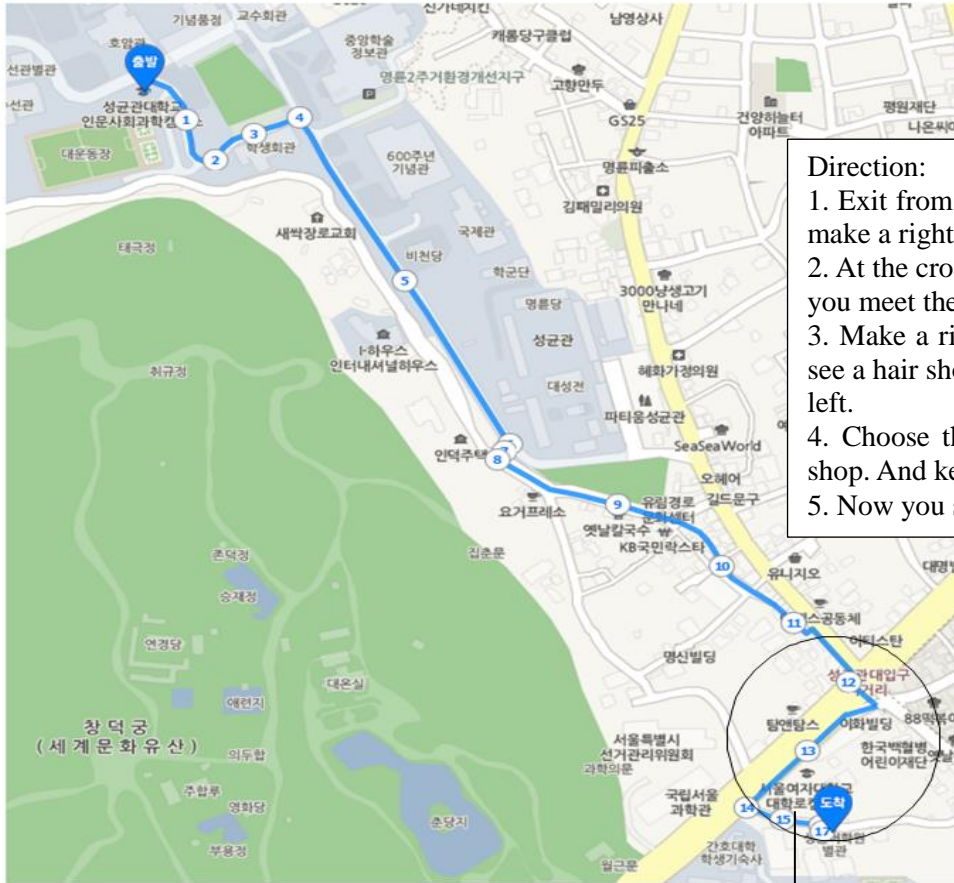 기념품점
교수회관
신가네치킨
남영상사
호암관
중앙학술
정보관
캐롬당구클럽
선관별관
출발
명륜2주거환경개선지구
고향만두
성균관대학교
인문사회과학캠
GS25
건양하늘터
아파트
평원재단
나온씨어
1
2
3
4
대운동장
학생회관
600주년
기념관
명륜피출소
김패밀리의원
새싹장로교회
국제관
태극정
비천당
학군단
5
3000냥생고기
만나네
명륜당
I-하우스
인터내셔널하우스
성균관
혜화가정의원
취규정
대성전
파티움성균관
SeaSeaWorld
인덕주택
7
8
오헤어
요거프레소
9
유림경로
문화센터
길드문구
옛날칼국수
KB국민락스타
집춘문
존덕정
10
유니지오
승재정
11
스공동체
연경당
명신빌딩
아티스탄
대온실
12
애련지
창덕궁
(세계문화유산)
의두합
탐앤탐스
이화빌딩
서울특별시
선거관리위원회
과학의문
13
한국백혈병
어린이재단
주합루
서울여자대학교
대학로캠
영화당
춘당지
국립서울
과학관
14
15
17
도착
부용정
간호대학
학생기숙사
별관
월근문
Direction:
1. Exit from
make a right
2. At the cro
you meet the
3. Make a ri
see a hair sho
left.
4. Choose th
shop. And ke
5. Now you s